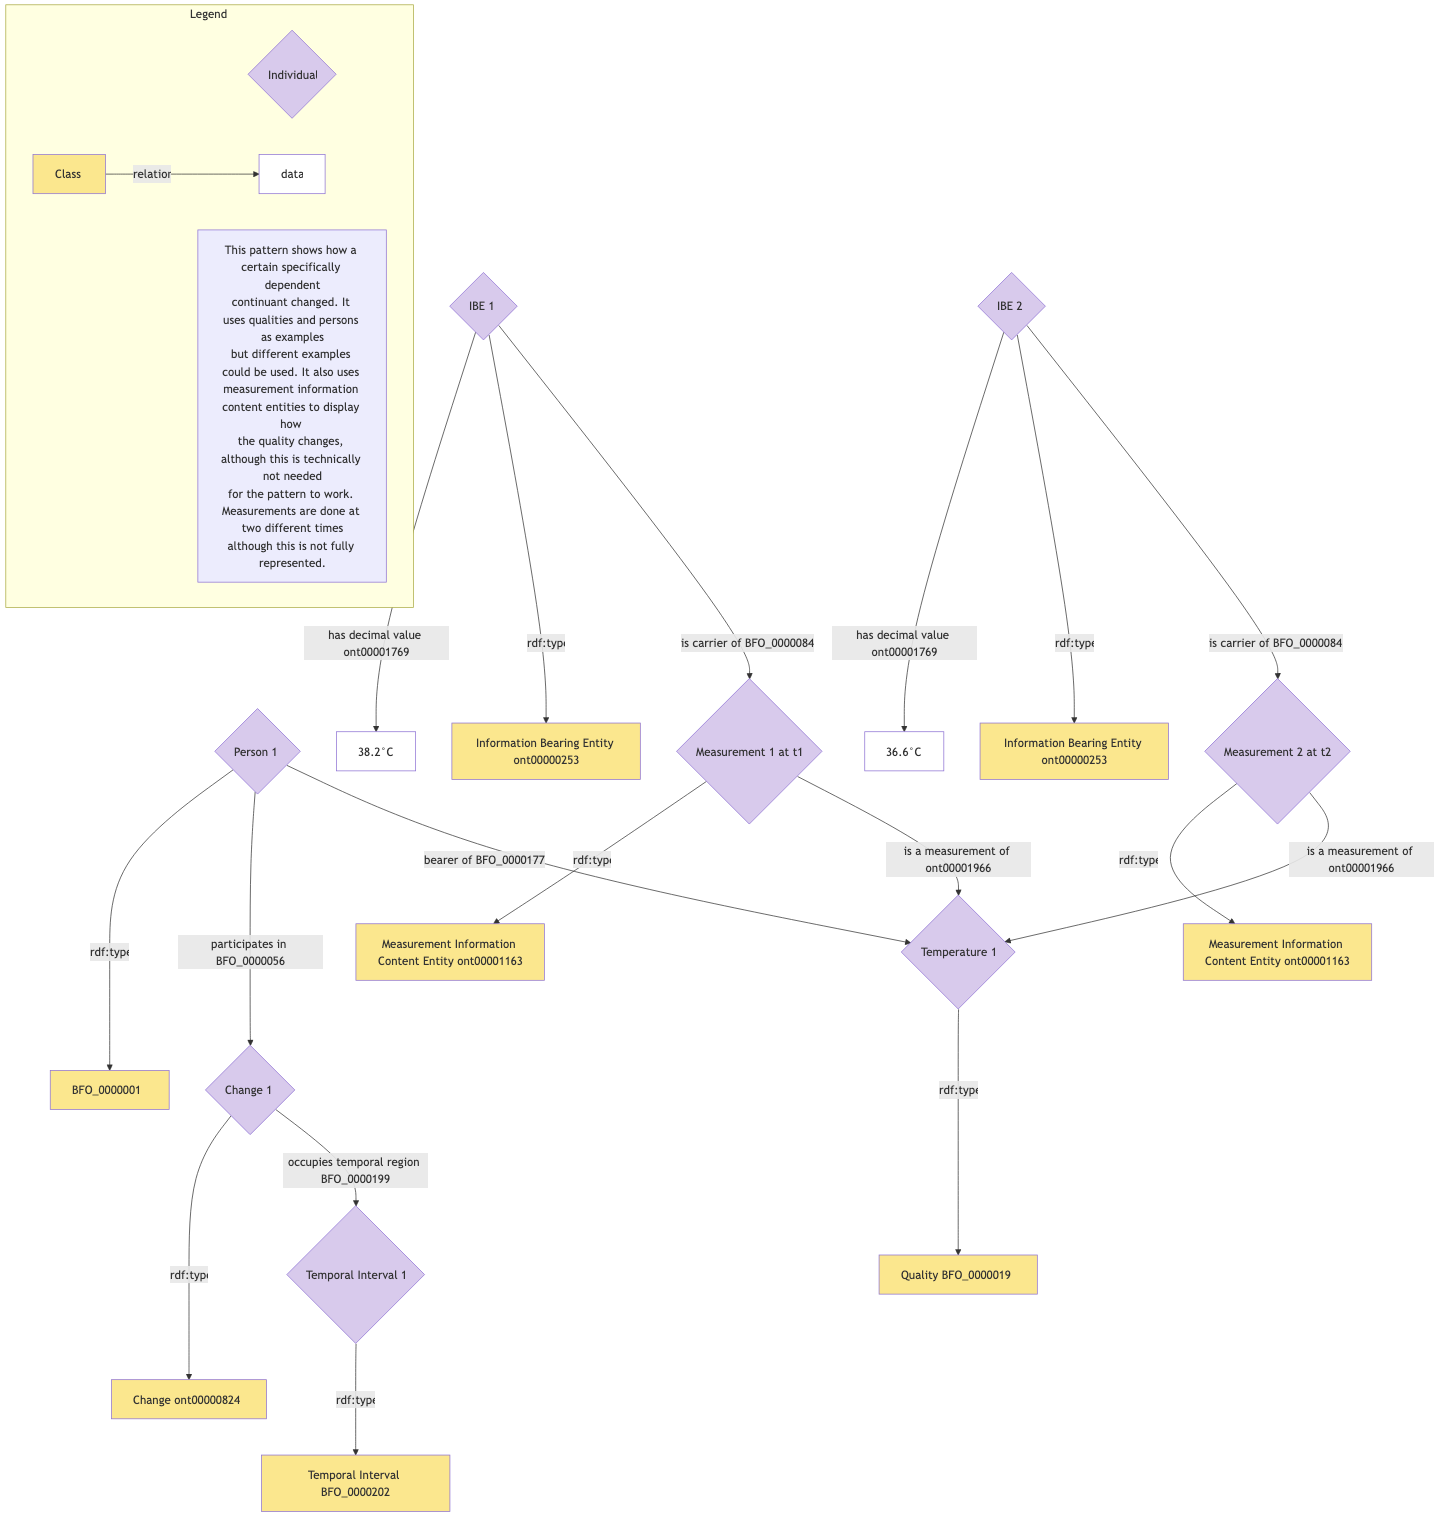 Legend
Individual
Class
relation
data
This pattern shows how a
certain specifically
dependent
continuant changed. It
uses qualities and persons
as examples
but different examples
could be used. It also uses
measurement information
content entities to display
how
the quality changes,
although this is technically
not needed
for the pattern to work.
Measurements are done at
two different times
although this is not fully
represented.
IBE 1
IBE 2
has decimal value
ont00001769
rdf:type
is carrier of BFO_0000084
has decimal value
ont00001769
rdf:type
is carrier of BFO_0000084
Person 1
38.2°C
Information Bearing Entity
ont00000253
Measurement 1 at t1
36.6°C
Information Bearing Entity
ont00000253
Measurement 2 at t2
bearer of BFO_0000177
rdf:type
is a measurement of
ont00001966
rdf:type
is a measurement of
ont00001966
rdf:type
participates in
BFO_0000056
Measurement Information
Content Entity ont00001163
Temperature 1
Measurement Information
Content Entity ont00001163
BFO_0000001
Change 1
rdf:type
occupies temporal region
BFO_0000199
rdf:type
Temporal Interval 1
Quality BFO_0000019
Change ont00000824
rdf:type
Temporal Interval
BFO_0000202